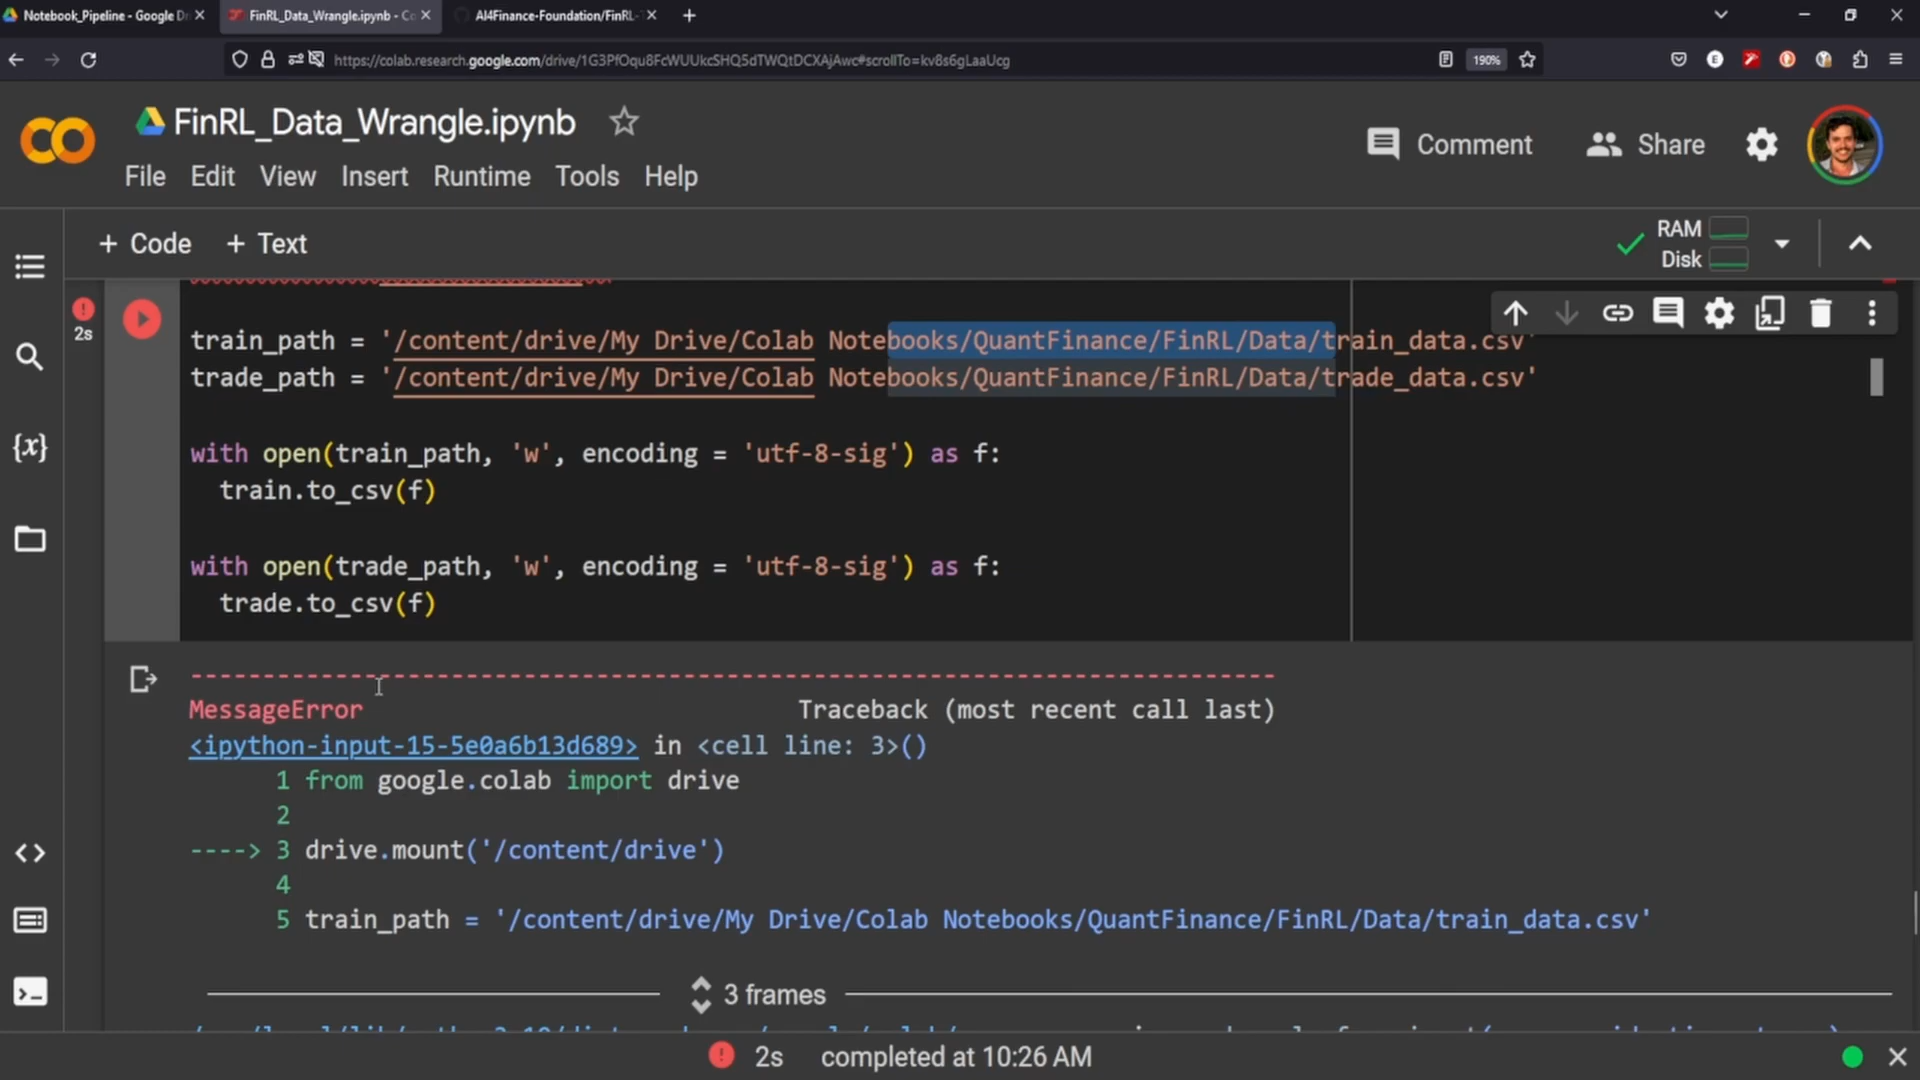 Notebook_Pipeline - Google Dr
FinRL_Data_Wrangle.ipynb - Co
AI4Finance-Foundation/FinRL-
https://colab.research.google.com/drive/1G3PfOqu8FcWUUkcSHQ5dTWQtDCXAjAwc#scrollTo=kv8s6gLaaUcg
190%
FinRL_Data_Wrangle.ipynb
Comment
Share
File Edit View Insert Runtime Tools Help
+ Code + Text
RAM
Disk
2s
train_path = '/content/drive/My Drive/Colab Notebooks/QuantFinance/FinRL/Data/train_data.csv'
trade_path = '/content/drive/My Drive/Colab Notebooks/QuantFinance/FinRL/Data/trade_data.csv'
with open(train_path, 'w', encoding = 'utf-8-sig') as f:
train.to_csv(f)
with open(trade_path, 'w', encoding = 'utf-8-sig') as f:
trade.to_csv(f)
---------------------------------------------------------------------------
MessageError Traceback (most recent call last)
<ipython-input-15-5e0a6b13d689> in <cell line: 3>()
1 from google.colab import drive
2
----> 3 drive.mount('/content/drive')
4
5 train_path = '/content/drive/My Drive/Colab Notebooks/QuantFinance/FinRL/Data/train_data.csv'
3 frames
2s completed at 10:26 AM